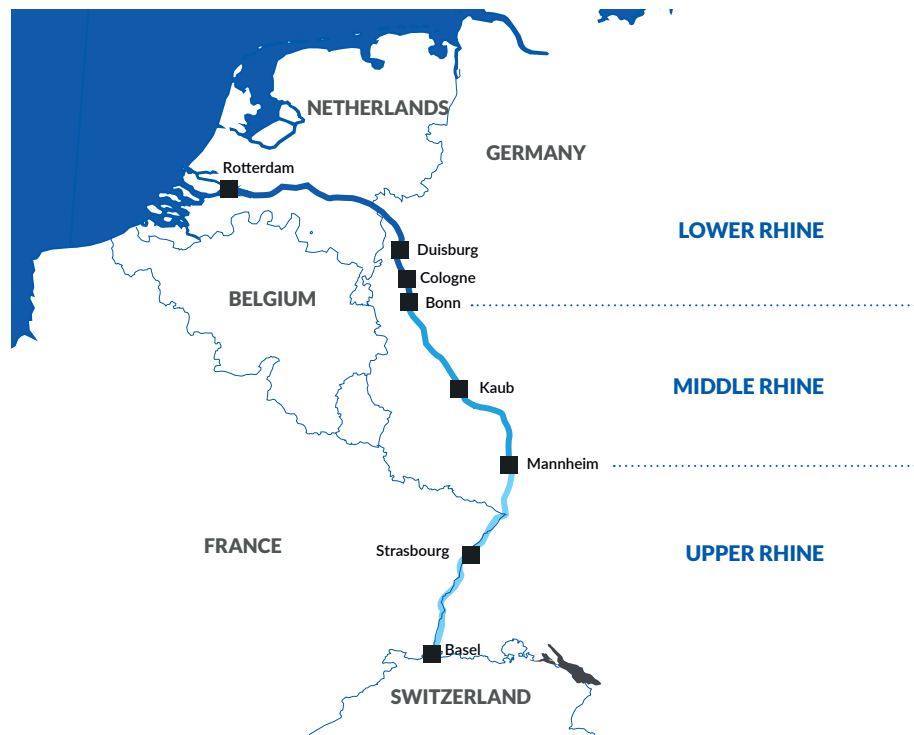 NETHERLANDS
GERMANY
Rotterdam
LOWER RHINE
Duisburg
Cologne
BELGIUM
Bonn
MIDDLE RHINE
Kaub
Mannheim
FRANCE
Strasbourg
UPPER RHINE
Basel
SWITZERLAND